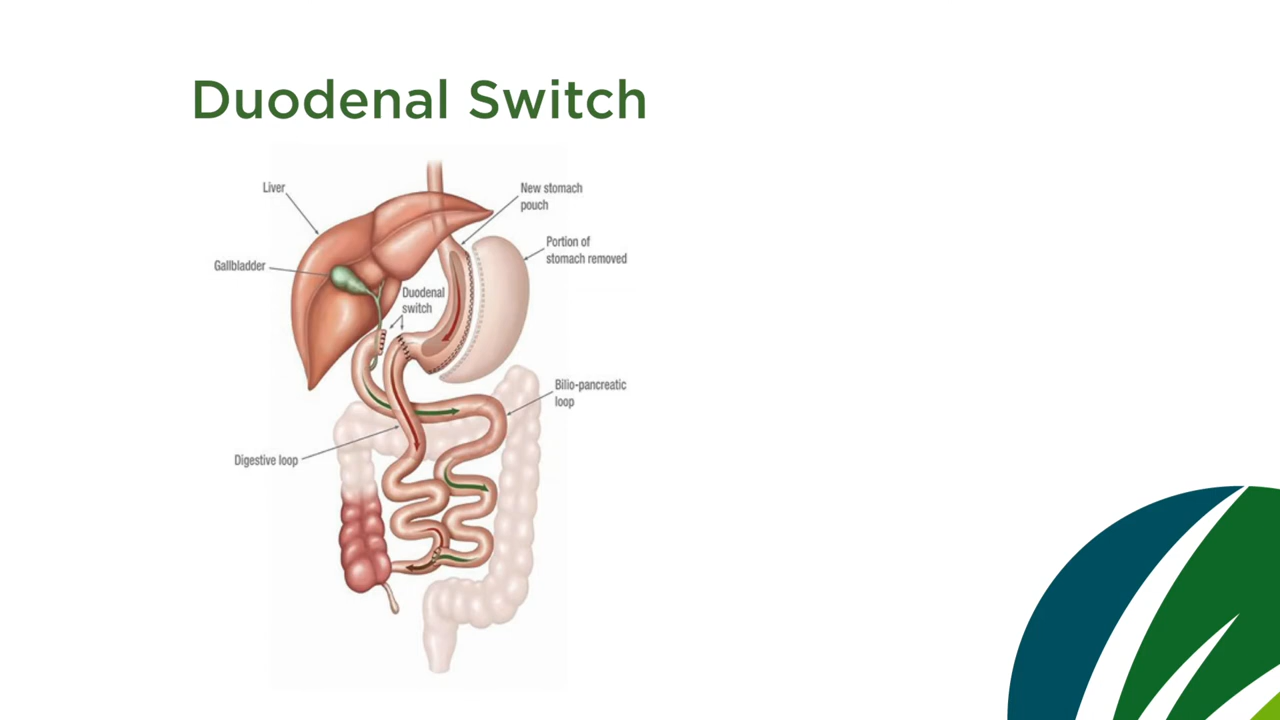 Duodenal Switch
Liver
New stomach
pouch
Portion of
stomach removed
Gallbladder
Duodenal
switch
Bilio-pancreatic
loop
Digestive loop